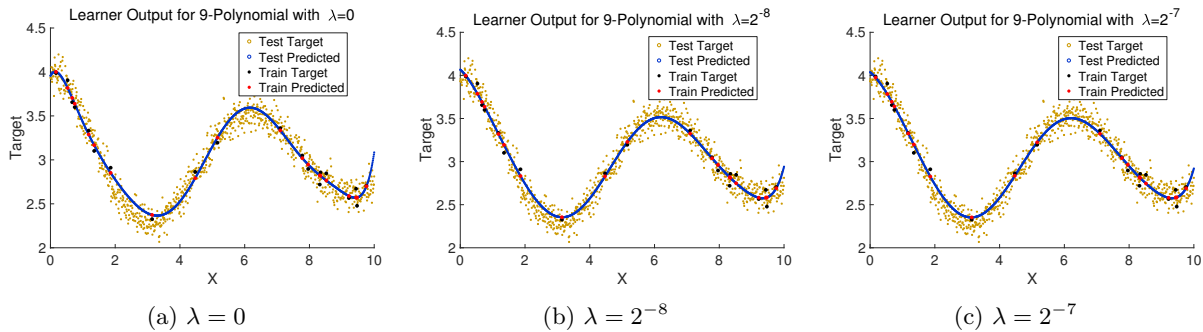 Learner Output for 9-Polynomial with λ=0
Test Target
Test Predicted
Train Target
Train Predicted
Target
4.5
4
3.5
3
2.5
2
0 2 4 6 8 10
X
(a) λ = 0
Learner Output for 9-Polynomial with λ=2^-8
Test Target
Test Predicted
Train Target
Train Predicted
Target
4.5
4
3.5
3
2.5
2
0 2 4 6 8 10
X
(b) λ = 2^−8
Learner Output for 9-Polynomial with λ=2^-7
Test Target
Test Predicted
Train Target
Train Predicted
Target
4.5
4
3.5
3
2.5
2
0 2 4 6 8 10
X
(c) λ = 2^−7